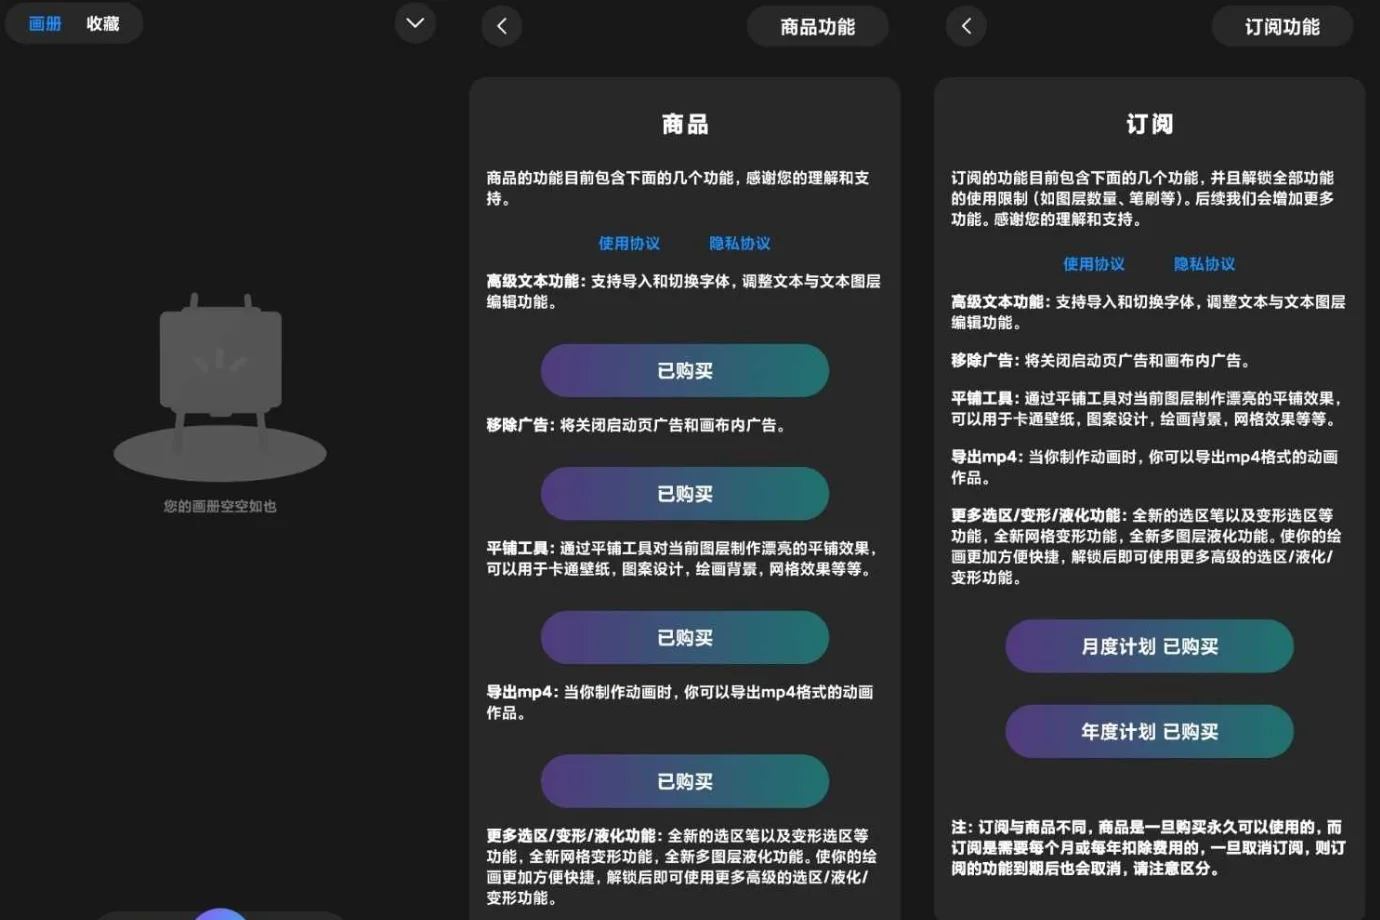 画册 收藏
您的画册空空如也
商品功能
商品
商品的功能目前包含下面的几个功能，感谢您的理解和支
持。
使用协议 隐私协议
高级文本功能：支持导入和切换字体，调整文本与文本图层
编辑功能。
已购买
移除广告：将关闭启动页广告和画布内广告。
已购买
平铺工具：通过平铺工具对当前图层制作漂亮的平铺效果，
可以用于卡通壁纸，图案设计，绘画背景，网格效果等等。
已购买
导出mp4：当你制作动画时，你可以导出mp4格式的动画
作品。
已购买
更多选区/变形/液化功能：全新的选区笔以及变形选区等
功能，全新网格变形功能，全新多图层液化功能。使你的绘
画更加方便快捷，解锁后即可使用更多高级的选区/液化/
变形功能。
订阅功能
订阅
订阅的功能目前包含下面的几个功能，并且解锁全部功能
的使用限制（如图层数量、笔刷等）。后续我们会增加更多
功能。感谢您的理解和支持。
使用协议 隐私协议
高级文本功能：支持导入和切换字体，调整文本与文本图层
编辑功能。
移除广告：将关闭启动页广告和画布内广告。
平铺工具：通过平铺工具对当前图层制作漂亮的平铺效果，
可以用于卡通壁纸，图案设计，绘画背景，网格效果等等。
导出mp4：当你制作动画时，你可以导出mp4格式的动画
作品。
更多选区/变形/液化功能：全新的选区笔以及变形选区等
功能，全新网格变形功能，全新多图层液化功能。使你的绘
画更加方便快捷，解锁后即可使用更多高级的选区/液化/
变形功能。
月度计划 已购买
年度计划 已购买
注：订阅与商品不同，商品是一旦购买永久可以使用的，而
订阅是需要每个月或每年扣除费用的，一旦取消订阅，则订
阅的功能到期后也会取消，请注意区分。